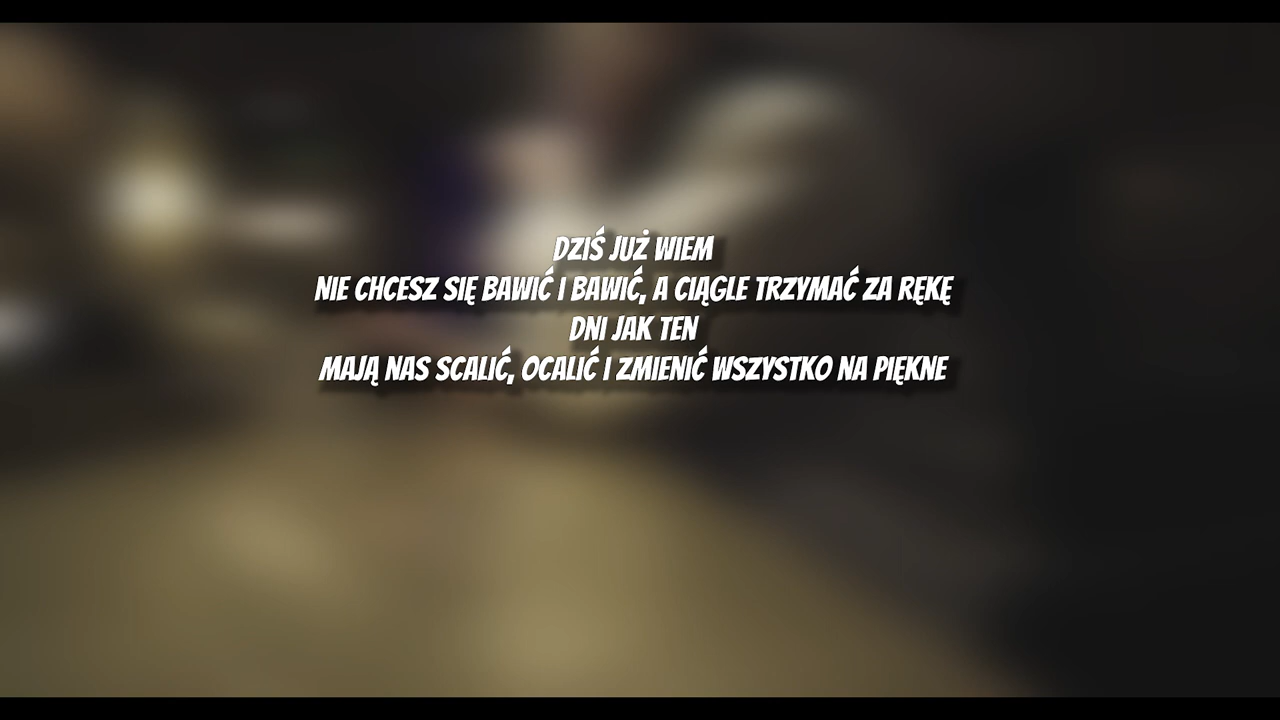 DZIŚ JUŻ WIEM
NIE CHCESZ SIĘ BAWIĆ I BAWIĆ, A CIĄGLE TRZYMAĆ ZA RĘKĘ
DNI JAK TEN
MAJĄ NAS SCALIĆ, OCALIĆ I ZMIENIĆ WSZYSTKO NA PIĘKNE